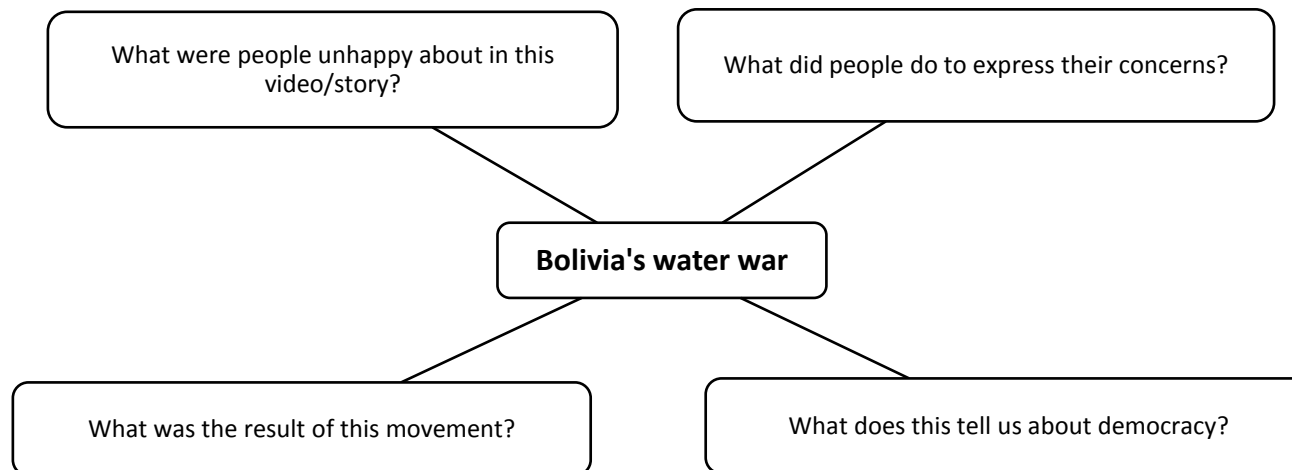 What were people unhappy about in this
video/story?
What did people do to express their concerns?
Bolivia's water war
What was the result of this movement?
What does this tell us about democracy?